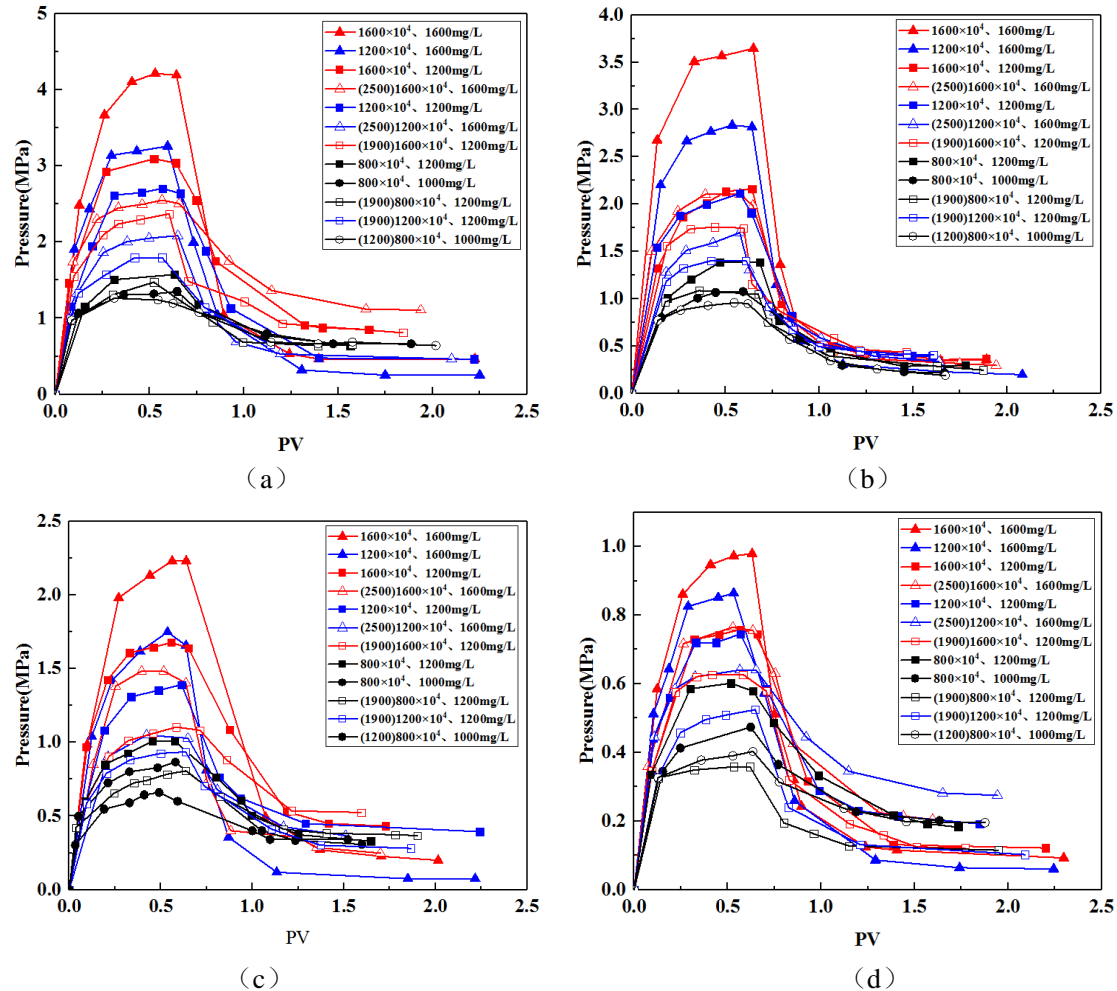 5
4
3
2
1
0
0.0 0.5 1.0 1.5 2.0 2.5
Pressure(MPa)
PV
1600×10⁴、1600mg/L
1200×10⁴、1600mg/L
1600×10⁴、1200mg/L
(2500)1600×10⁴、1600mg/L
1200×10⁴、1200mg/L
(2500)1200×10⁴、1600mg/L
(1900)1600×10⁴、1200mg/L
800×10⁴、1200mg/L
800×10⁴、1000mg/L
(1900)800×10⁴、1200mg/L
(1900)1200×10⁴、1200mg/L
(1200)800×10⁴、1000mg/L
（a）
4.0
3.5
3.0
2.5
2.0
1.5
1.0
0.5
0.0
0.0 0.5 1.0 1.5 2.0 2.5
Pressure(MPa)
PV
1600×10⁴、1600mg/L
1200×10⁴、1600mg/L
1600×10⁴、1200mg/L
(2500)1600×10⁴、1600mg/L
1200×10⁴、1200mg/L
(2500)1200×10⁴、1600mg/L
(1900)1600×10⁴、1200mg/L
800×10⁴、1200mg/L
800×10⁴、1000mg/L
(1900)800×10⁴、1200mg/L
(1900)1200×10⁴、1200mg/L
(1200)800×10⁴、1000mg/L
（b）
2.5
2.0
1.5
1.0
0.5
0.0
0.0 0.5 1.0 1.5 2.0 2.5
Pressure(MPa)
PV
1600×10⁴、1600mg/L
1200×10⁴、1600mg/L
1600×10⁴、1200mg/L
(2500)1600×10⁴、1600mg/L
1200×10⁴、1200mg/L
(2500)1200×10⁴、1600mg/L
(1900)1600×10⁴、1200mg/L
800×10⁴、1200mg/L
800×10⁴、1000mg/L
(1900)800×10⁴、1200mg/L
(1900)1200×10⁴、1200mg/L
(1200)800×10⁴、1000mg/L
（c）
1.0
0.8
0.6
0.4
0.2
0.0
0.0 0.5 1.0 1.5 2.0 2.5
Pressure(MPa)
PV
1600×10⁴、1600mg/L
1200×10⁴、1600mg/L
1600×10⁴、1200mg/L
(2500)1600×10⁴、1600mg/L
1200×10⁴、1200mg/L
(2500)1200×10⁴、1600mg/L
(1900)1600×10⁴、1200mg/L
800×10⁴、1200mg/L
800×10⁴、1000mg/L
(1900)800×10⁴、1200mg/L
(1900)1200×10⁴、1200mg/L
(1200)800×10⁴、1000mg/L
（d）